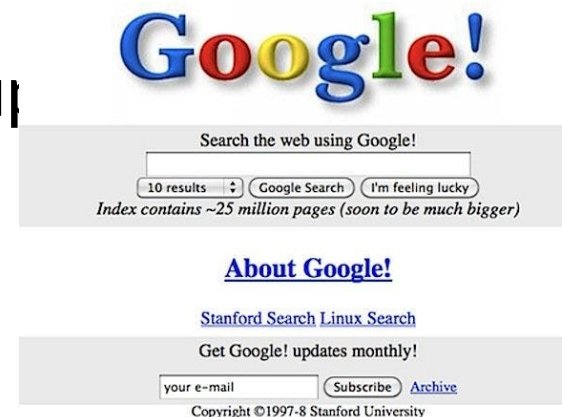 Google!
Search the web using Google!
10 results Google Search I'm feeling lucky
Index contains ~25 million pages (soon to be much bigger)
About Google!
Stanford Search Linux Search
Get Google! updates monthly!
your e-mail Subscribe Archive
Copyright ©1997-8 Stanford University